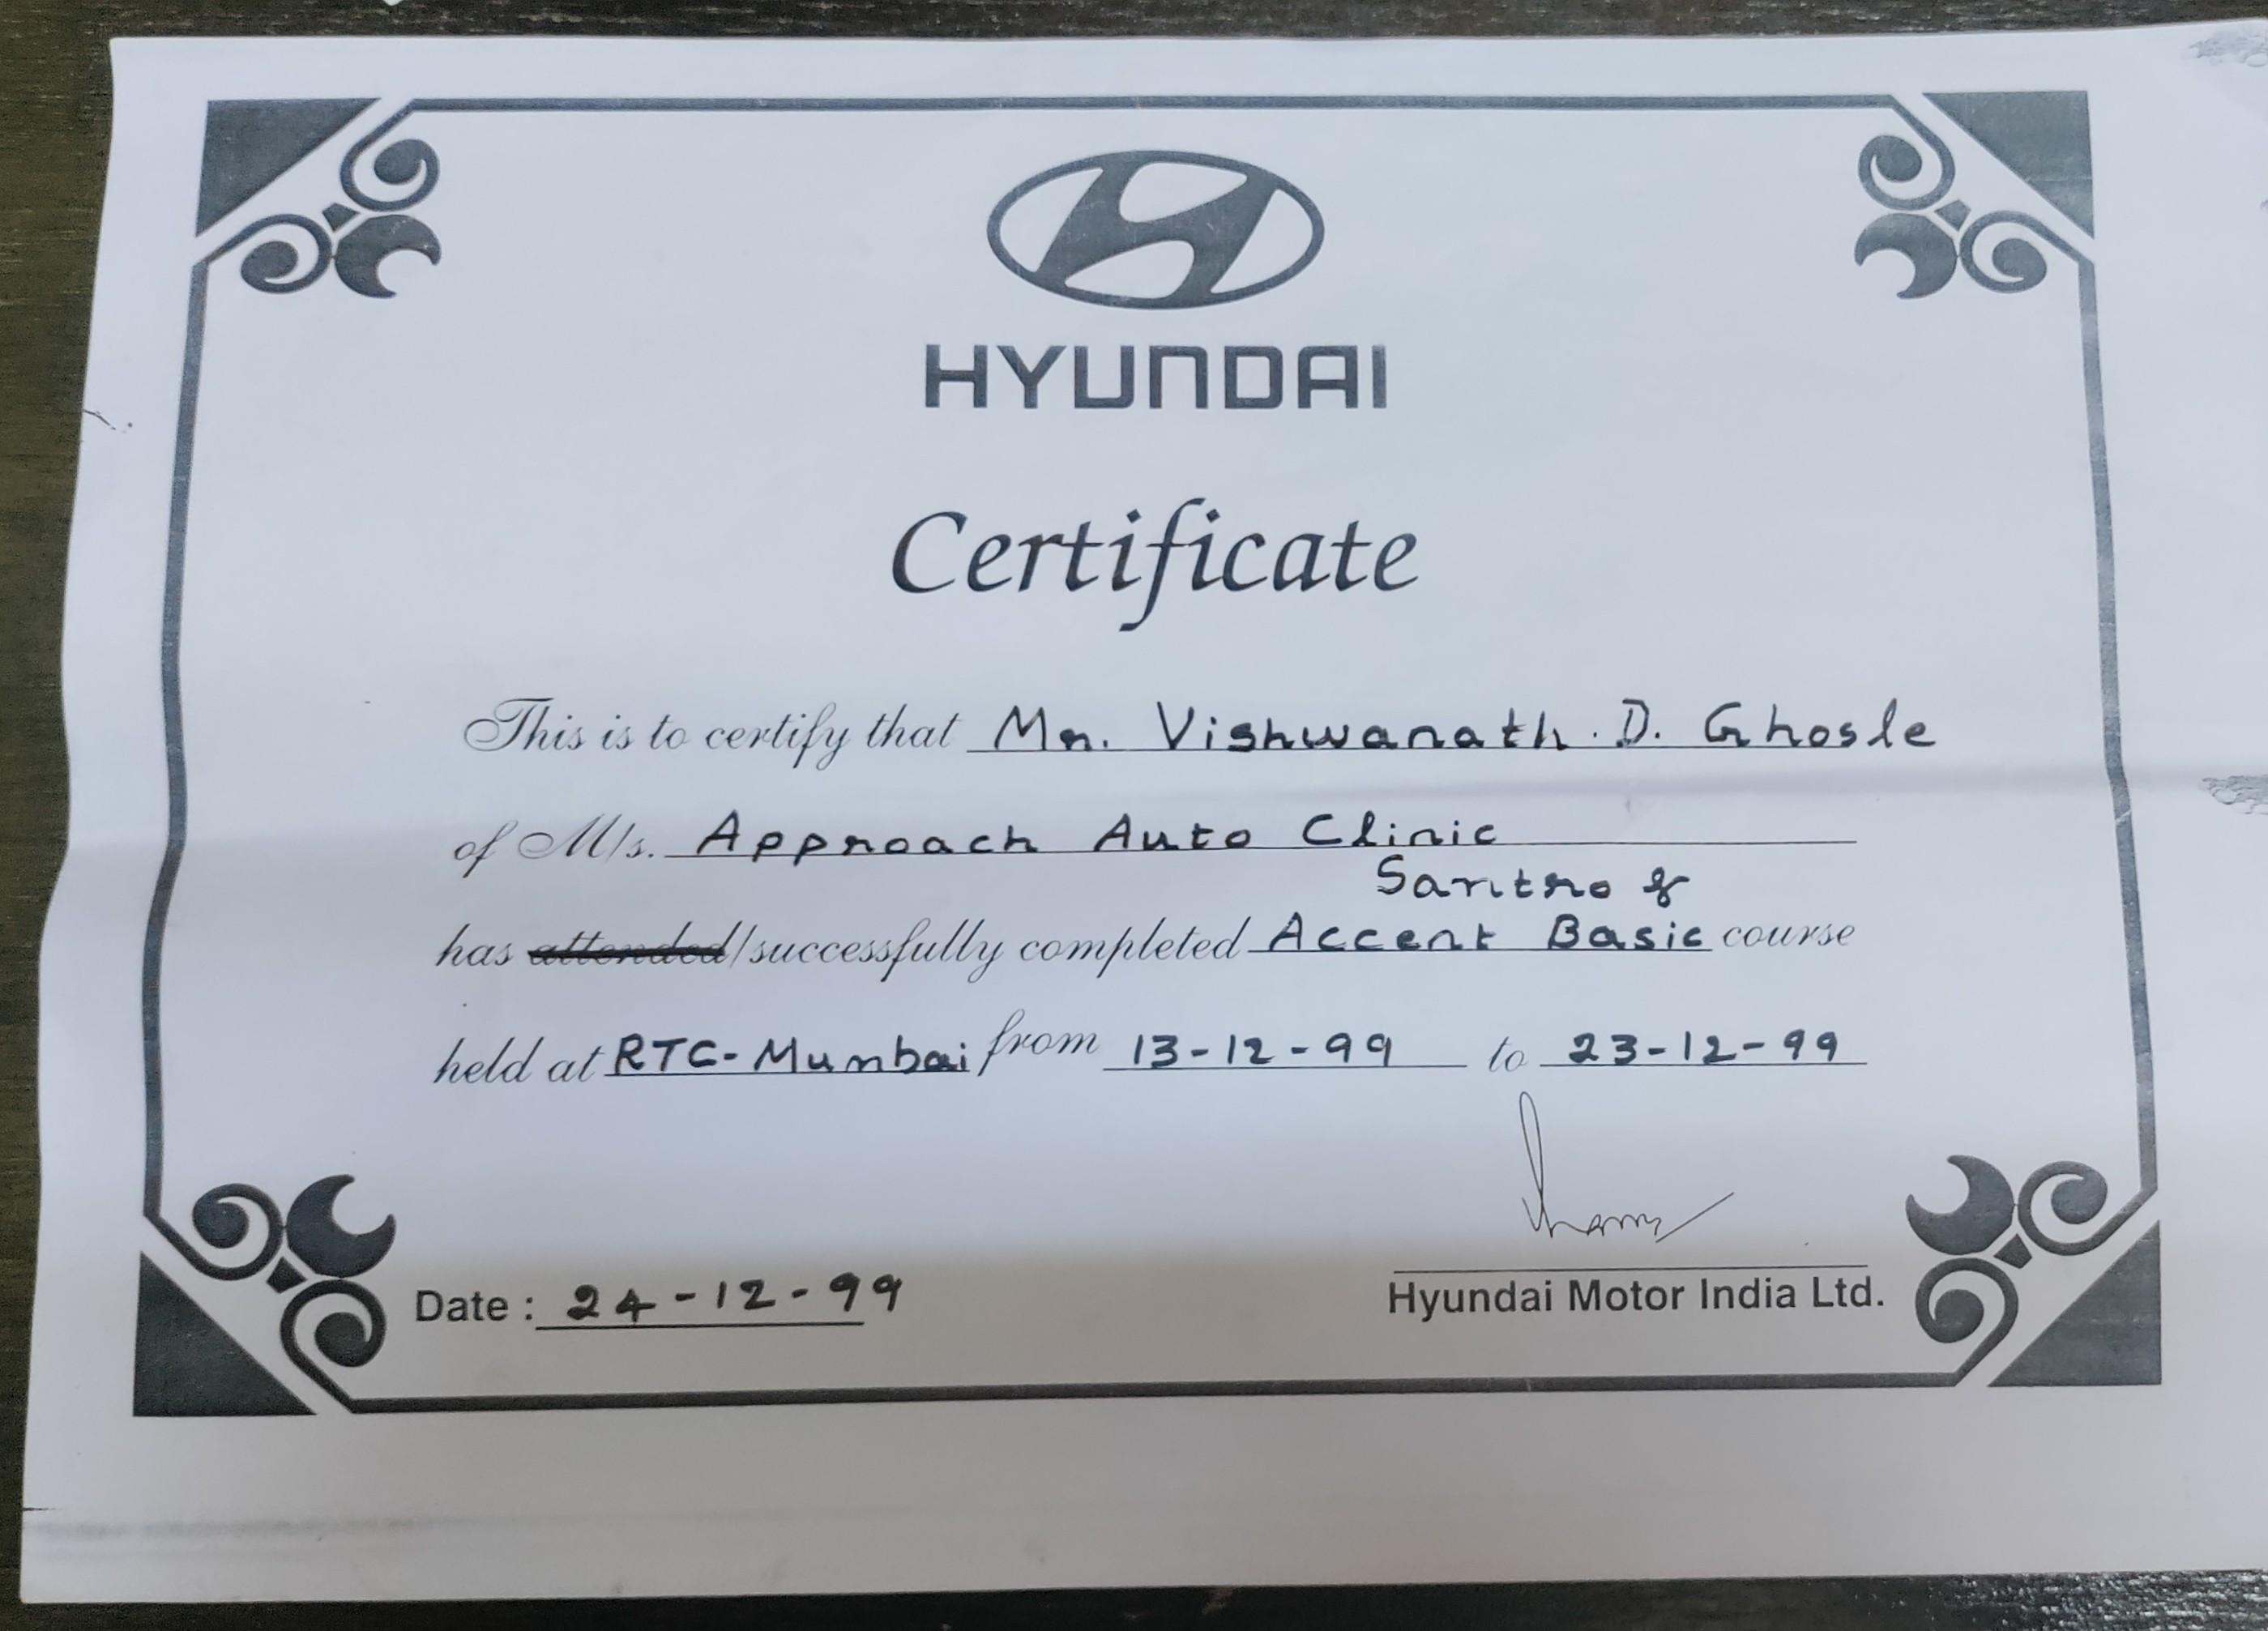 HYUNDAI
Certificate
This is to certify that Mr. Vishwanath. D. Ghosle
of M/s. Approach Auto Clinic
Santro &
has attended/successfully completed Accent Basic course
held at RTC-Mumbai from 13-12-99 to 23-12-99
Date : 24-12-99
Hyundai Motor India Ltd.